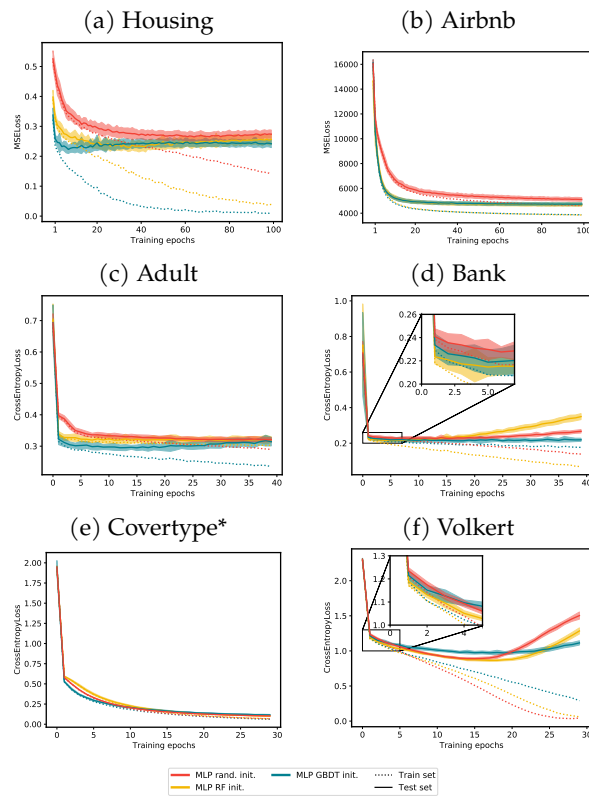 (a) Housing
(b) Airbnb
0.5
0.4
0.3
0.2
0.1
0.0
MSELoss
1 20 40 60 80 100
Training epochs
16000
14000
12000
10000
8000
6000
4000
MSELoss
1 20 40 60 80 100
Training epochs
(c) Adult
(d) Bank
0.7
0.6
0.5
0.4
0.3
CrossEntropyLoss
0 5 10 15 20 25 30 35 40
Training epochs
1.0
0.8
0.6
0.4
0.2
CrossEntropyLoss
0.26
0.24
0.22
0.20
0.0 2.5 5.0
0 5 10 15 20 25 30 35 40
Training epochs
(e) Covertype*
(f) Volkert
2.00
1.75
1.50
1.25
1.00
0.75
0.50
0.25
0.00
CrossEntropyLoss
0 5 10 15 20 25 30
Training epochs
2.0
1.5
1.0
0.5
0.0
CrossEntropyLoss
1.3
1.2
1.1
1.0
0 2 4
0 5 10 15 20 25 30
Training epochs
MLP rand. init.
MLP RF init.
MLP GBDT init.
Train set
Test set